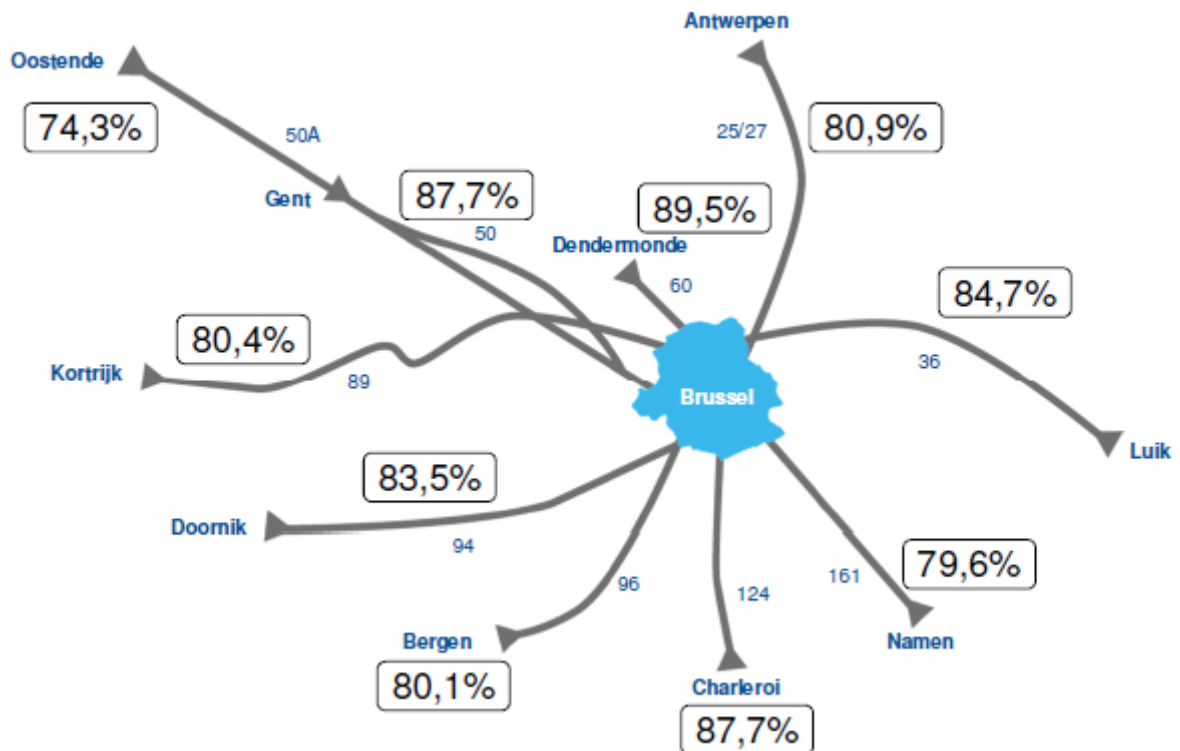 Antwerpen
Oostende
74,3%
50A
25/27
80,9%
Gent
87,7%
50
89,5%
Dendermonde
60
84,7%
36
80,4%
Kortrijk
89
Brussel
Luik
83,5%
Doornik
94
96
124
161
79,6%
Bergen
80,1%
Namen
Charleroi
87,7%